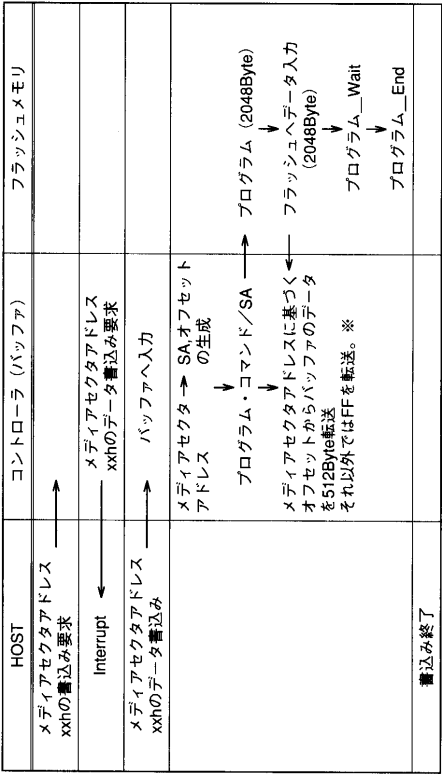 HOST
コントローラ (バッファ)
フラッシュメモリ
メディアセクタアドレス
xxhの書込み要求
Interrupt
メディアセクタアドレス
xxhのデータ書込み要求
メディアセクタアドレス
xxhのデータ書込み
バッファへ入力
メディアセクタ
アドレス
SA,オフセット
の生成
プログラム・コマンド/SA
プログラム (2048Byte)
フラッシュへデータ入力
(2048Byte)
メディアセクタアドレスに基づく
オフセットからバッファのデータ
を512Byte転送
それ以外ではFFを転送。※
プログラム__Wait
プログラム__End
書込み終了